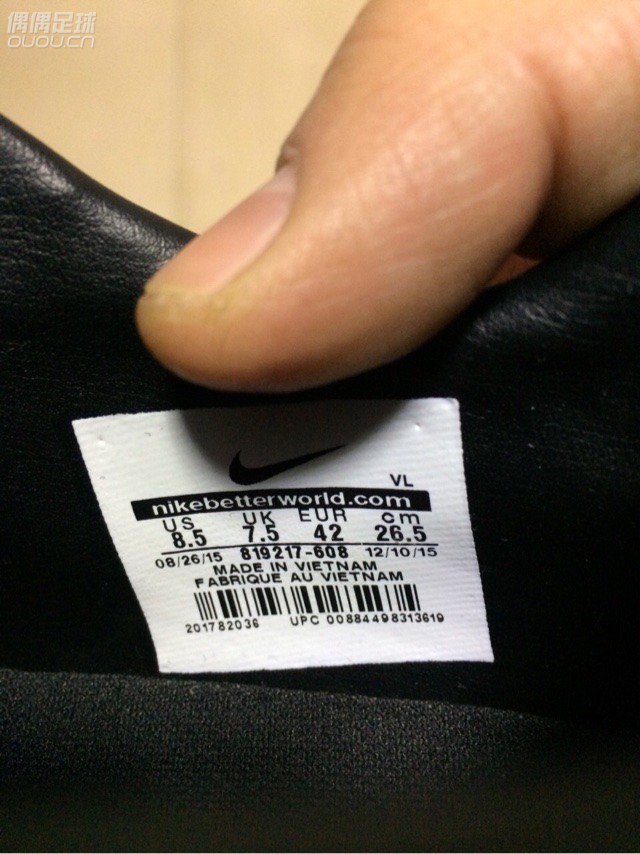 偶偶足球
OUOU.CN
VL
nikebetterworld.com
US UK EUR cm
8.5 7.5 42 26.5
08/26/15 819217-608 12/10/15
MADE IN VIETNAM
FABRIQUE AU VIETNAM
201782036 UPC 00884498313619